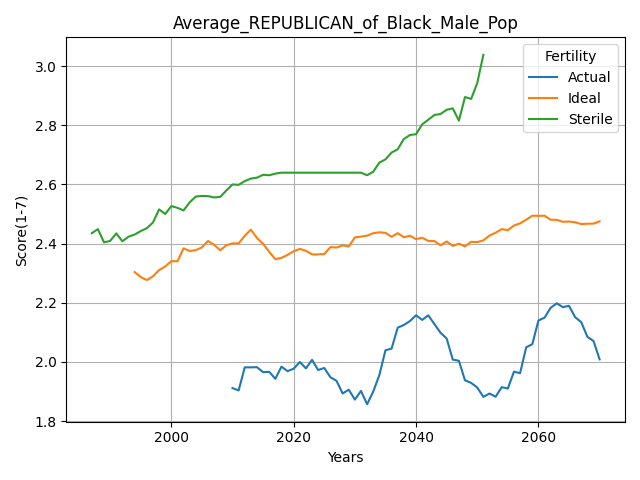 Average_REPUBLICAN_of_Black_Male_Pop
Fertility
Actual
Ideal
Sterile
Score(1-7)
3.0
2.8
2.6
2.4
2.2
2.0
1.8
2000
2020
2040
2060
Years